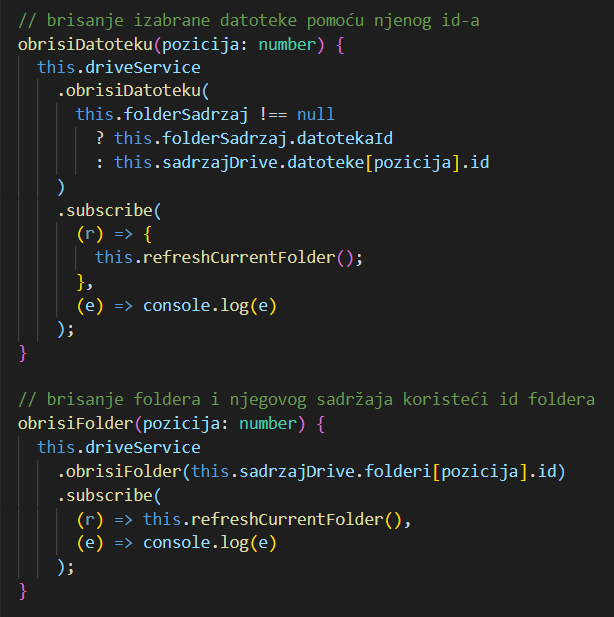 // brisanje izabrane datoteke pomoću njenog id-a
obrisiDatoteku(pozicija: number) {
this.driveService
.obrisiDatoteku(
this.folderSadrzaj !== null
? this.folderSadrzaj.datotekaId
: this.sadrzajDrive.datoteke[pozicija].id
)
.subscribe(
(r) => {
this.refreshCurrentFolder();
},
(e) => console.log(e)
);
}
// brisanje foldera i njegovog sadržaja koristeći id foldera
obrisiFolder(pozicija: number) {
this.driveService
.obrisiFolder(this.sadrzajDrive.folderi[pozicija].id)
.subscribe(
(r) => this.refreshCurrentFolder(),
(e) => console.log(e)
);
}